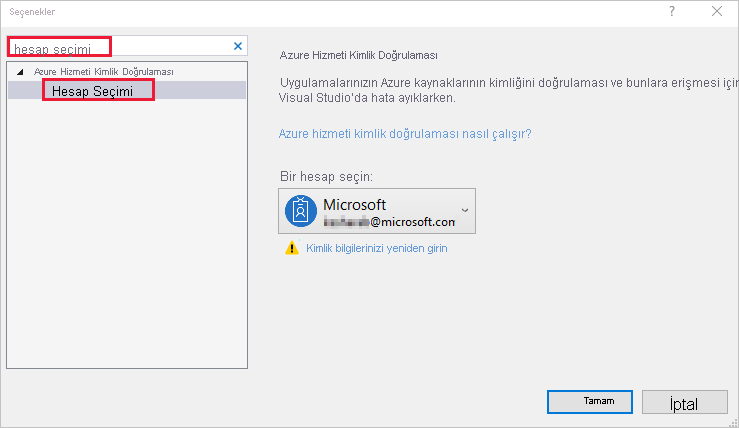 Seçenekler
?
hesap seçimi
Azure Hizmeti Kimlik Doğrulaması
Hesap Seçimi
Azure Hizmeti Kimlik Doğrulaması
Uygulamalarınızın Azure kaynaklarının kimliğini doğrulaması ve bunlara erişmesi için
Visual Studio'da hata ayıklarken.
Azure hizmeti kimlik doğrulaması nasıl çalışır?
Bir hesap seçin:
Microsoft
@microsoft.com
Kimlik bilgilerinizi yeniden girin
Tamam
İptal